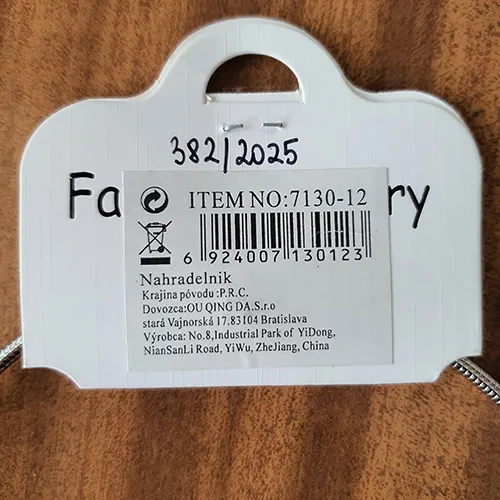 382/2025
Fa ry
ITEM NO:7130-12
6 924007 130123
Nahradelnik
Krajina pôvodu :P.R.C.
Dovozca:OU QING DA.S.r.o
stará Vajnorská 17.83104 Bratislava
Výrobca: No.8,Industrial Park of YiDong,
NianSanLi Road, YiWu, ZheJiang, China